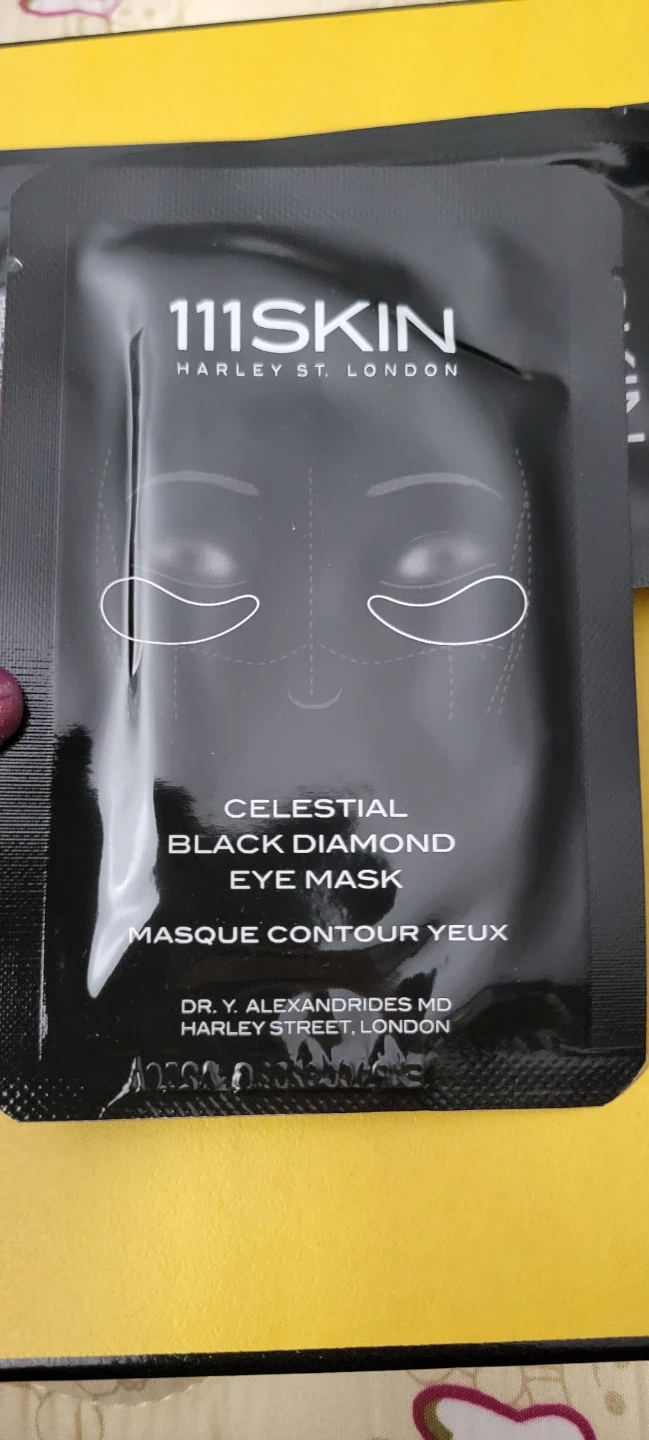 111SKIN
HARLEY ST. LONDON
CELESTIAL
BLACK DIAMOND
EYE MASK
MASQUE CONTOUR YEUX
DR. Y. ALEXANDRIDES MD
HARLEY STREET, LONDON